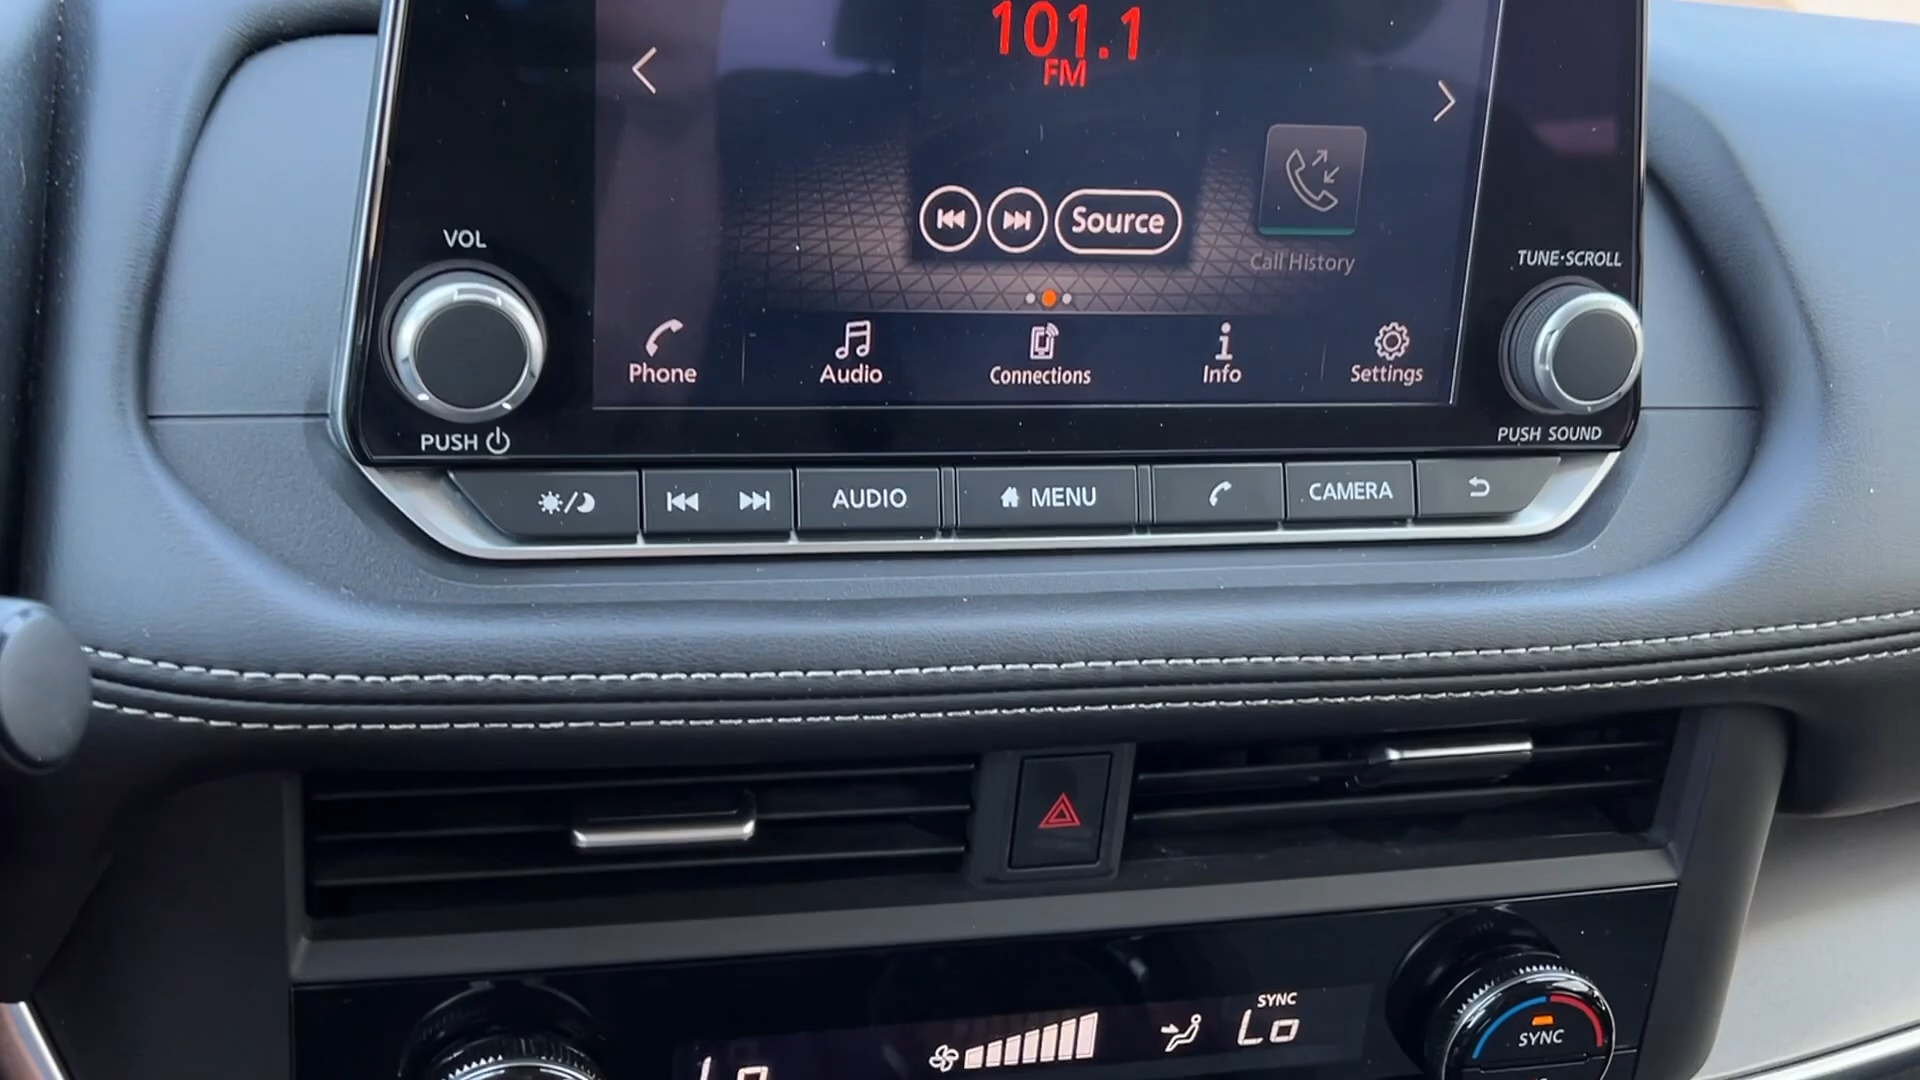 101.1
FM
Source
Call History
VOL
TUNE·SCROLL
Phone
Audio
Connections
Info
Settings
PUSH
PUSH SOUND
AUDIO
MENU
CAMERA
SYNC
Lo
Lo
SYNC